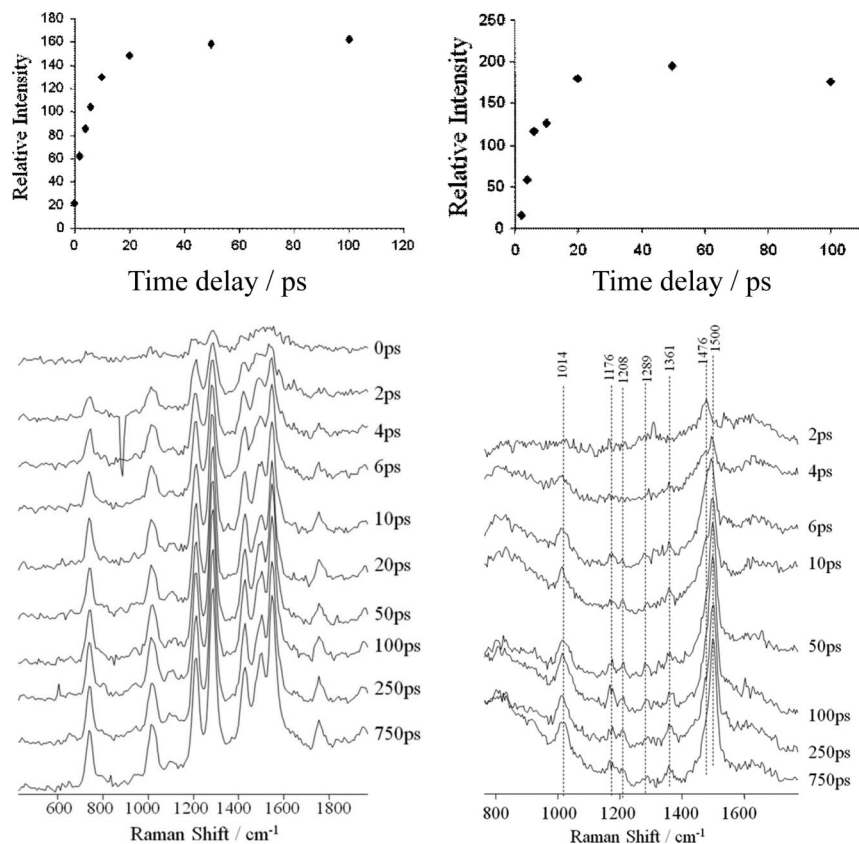 Relative Intensity
180
160
140
120
100
80
60
40
20
0
0 20 40 60 80 100 120
Time delay / ps
Relative Intensity
250
200
150
100
50
0
0 20 40 60 80 100
Time delay / ps
0ps
2ps
4ps
6ps
10ps
20ps
50ps
100ps
250ps
750ps
600 800 1000 1200 1400 1600 1800
Raman Shift / cm⁻¹
1014 1176 1208 1289 1361 1476 1500
2ps
4ps
6ps
10ps
50ps
100ps
250ps
750ps
800 1000 1200 1400 1600
Raman Shift / cm⁻¹